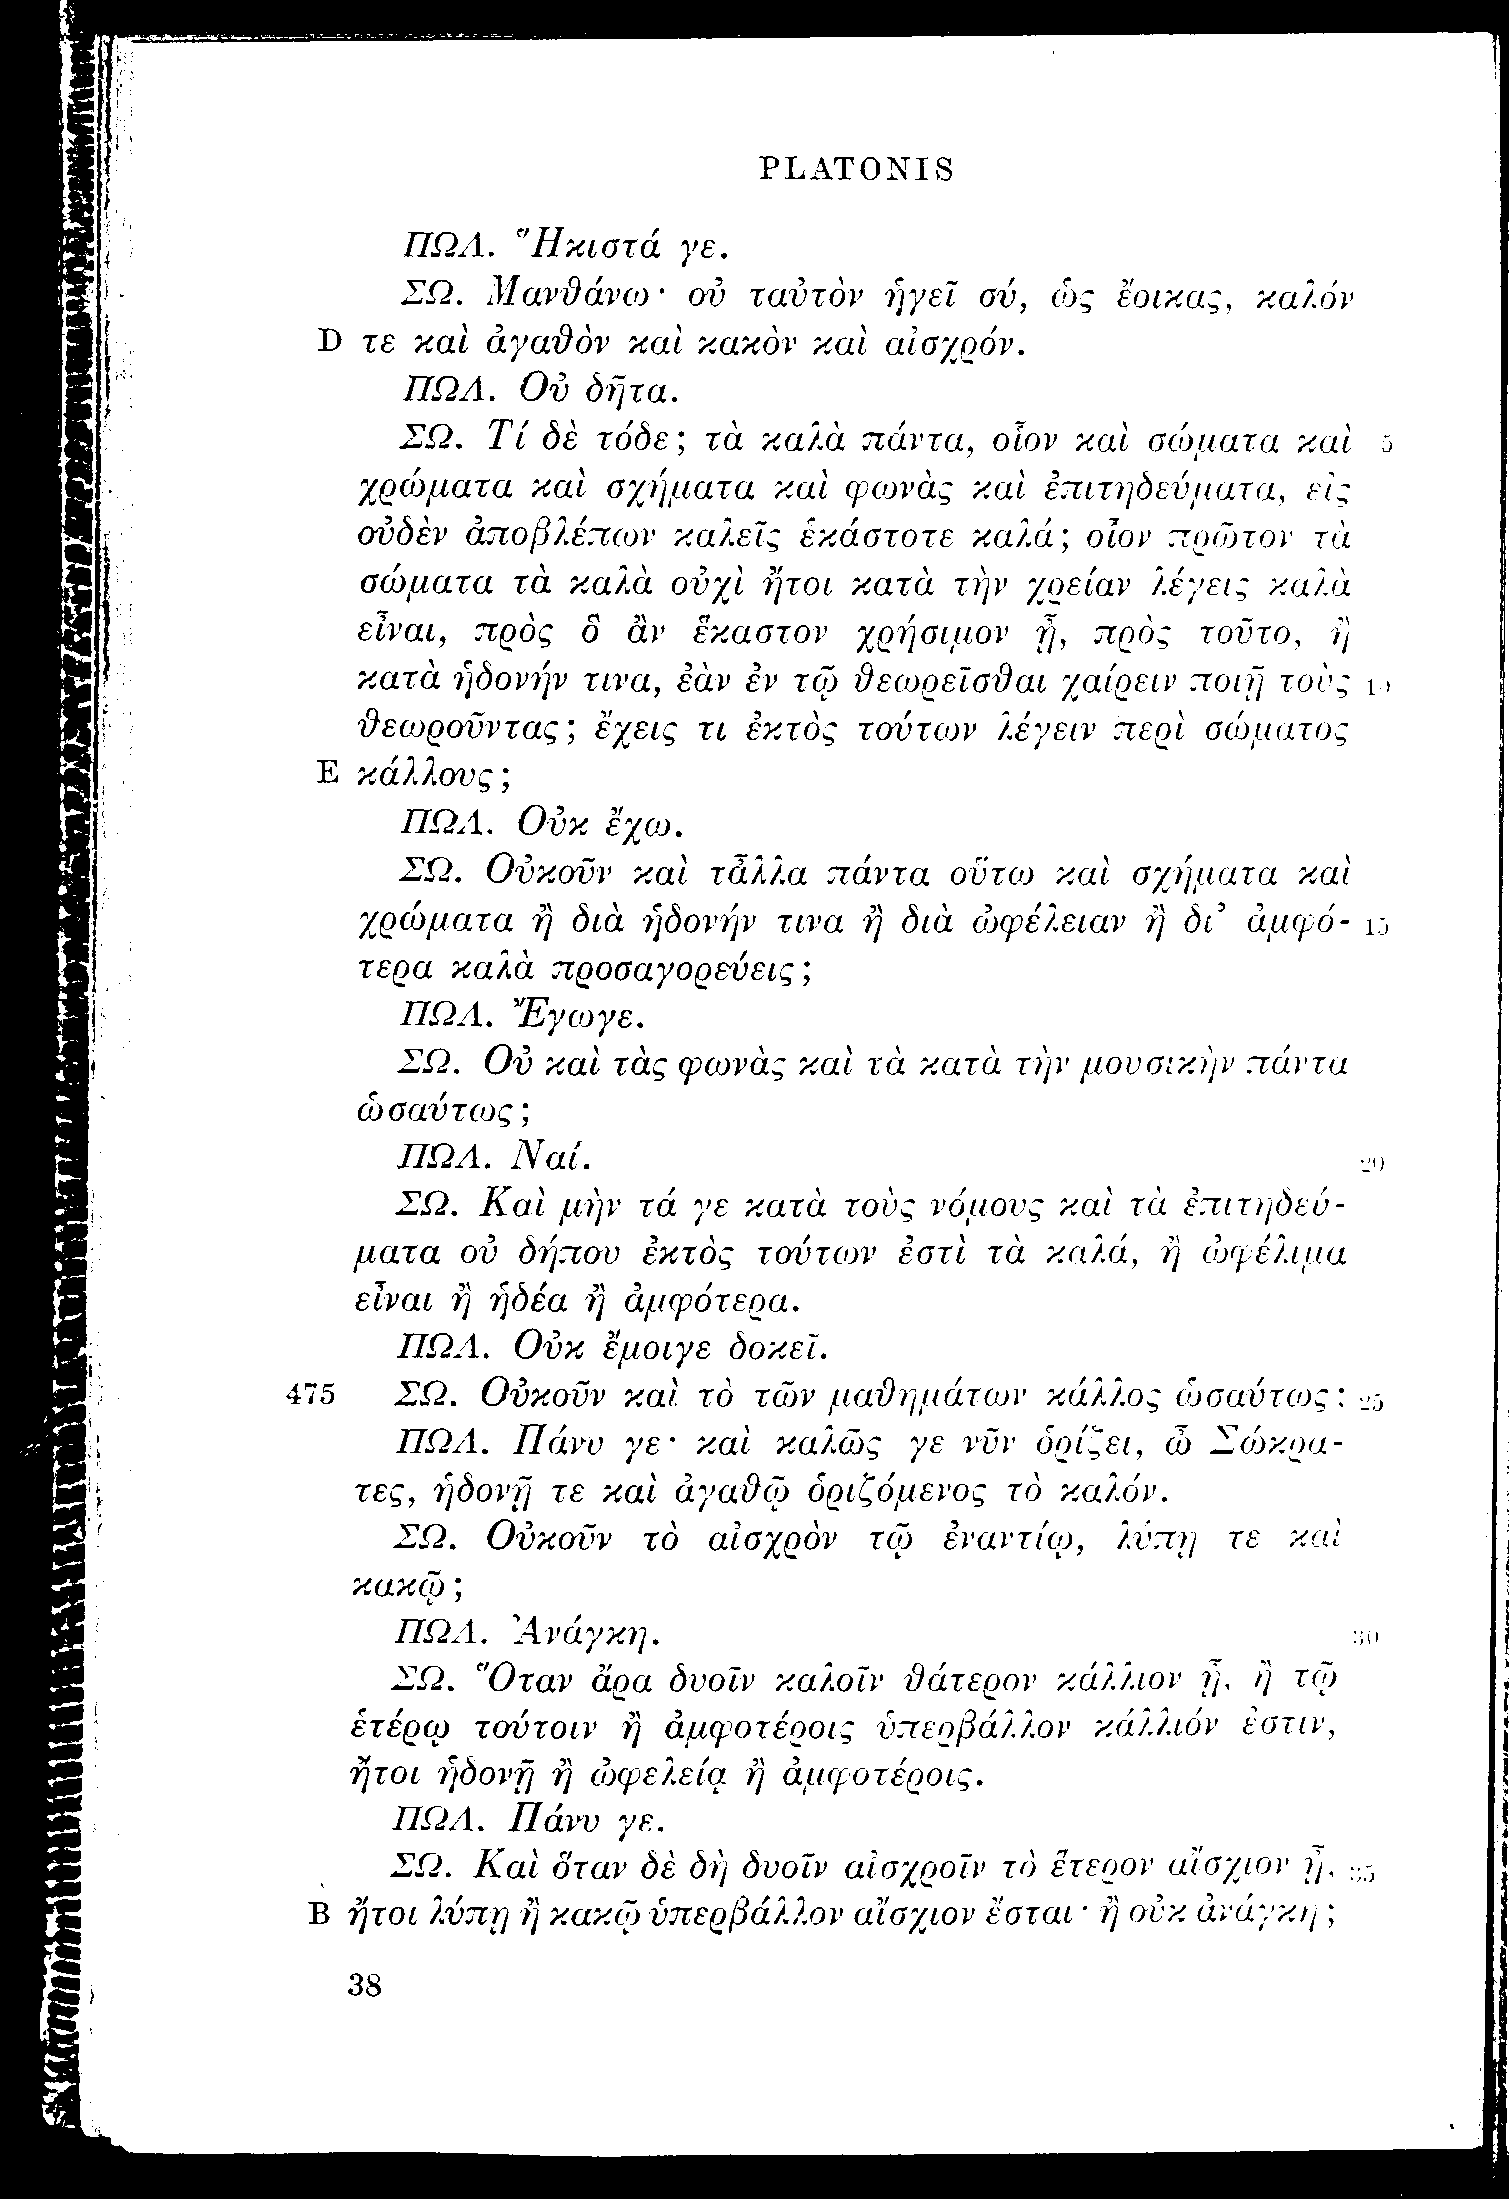 PLATONIS
ΠΩΛ. Ἥκιστά γε.
ΣΩ. Μανθάνω· οὐ ταὐτὸν ἡγεῖ σύ, ὡς ἔοικας, καλόν
D τε καὶ ἀγαθὸν καὶ κακὸν καὶ αἰσχρόν.
ΠΩΛ. Οὐ δῆτα.
ΣΩ. Τί δὲ τόδε; τὰ καλὰ πάντα, οἷον καὶ σώματα καὶ 5
χρώματα καὶ σχήματα καὶ φωνὰς καὶ ἐπιτηδεύματα, εἰς
οὐδὲν ἀποβλέπων καλεῖς ἑκάστοτε καλά; οἷον πρῶτον τὰ
σώματα τὰ καλὰ οὐχὶ ἤτοι κατὰ τὴν χρείαν λέγεις καλὰ
εἶναι, πρὸς ὃ ἂν ἕκαστον χρήσιμον ᾖ, πρὸς τοῦτο, ἢ
κατὰ ἡδονήν τινα, ἐὰν ἐν τῷ θεωρεῖσθαι χαίρειν ποιῇ τοὺς 10
θεωροῦντας; ἔχεις τι ἐκτὸς τούτων λέγειν περὶ σώματος
E κάλλους;
ΠΩΛ. Οὐκ ἔχω.
ΣΩ. Οὐκοῦν καὶ τἆλλα πάντα οὕτω καὶ σχήματα καὶ
χρώματα ἢ διὰ ἡδονήν τινα ἢ διὰ ὠφέλειαν ἢ δι’ ἀμφό- 15
τερα καλὰ προσαγορεύεις;
ΠΩΛ. Ἔγωγε.
ΣΩ. Οὐ καὶ τὰς φωνὰς καὶ τὰ κατὰ τὴν μουσικὴν πάντα
ὡσαύτως;
ΠΩΛ. Ναί. 20
ΣΩ. Καὶ μὴν τά γε κατὰ τοὺς νόμους καὶ τὰ ἐπιτηδεύ-
ματα οὐ δήπου ἐκτὸς τούτων ἐστὶ τὰ καλά, ἢ ὠφέλιμα
εἶναι ἢ ἡδέα ἢ ἀμφότερα.
ΠΩΛ. Οὐκ ἔμοιγε δοκεῖ.
475 ΣΩ. Οὐκοῦν καὶ τὸ τῶν μαθημάτων κάλλος ὡσαύτως; 25
ΠΩΛ. Πάνυ γε· καὶ καλῶς γε νῦν ὁρίζει, ὦ Σώκρα-
τες, ἡδονῇ τε καὶ ἀγαθῷ ὁριζόμενος τὸ καλόν.
ΣΩ. Οὐκοῦν τὸ αἰσχρὸν τῷ ἐναντίῳ, λύπῃ τε καὶ
κακῷ;
ΠΩΛ. Ἀνάγκη. 30
ΣΩ. Ὅταν ἄρα δυοῖν καλοῖν θάτερον κάλλιον ᾖ, ἢ τῷ
ἑτέρῳ τούτοιν ἢ ἀμφοτέροις ὑπερβάλλον κάλλιόν ἐστιν,
ἤτοι ἡδονῇ ἢ ὠφελείᾳ ἢ ἀμφοτέροις.
ΠΩΛ. Πάνυ γε.
ΣΩ. Καὶ ὅταν δὲ δὴ δυοῖν αἰσχροῖν τὸ ἕτερον αἴσχιον ᾖ, 35
B ἤτοι λύπῃ ἢ κακῷ ὑπερβάλλον αἴσχιον ἔσται· ἢ οὐκ ἀνάγκη;
38